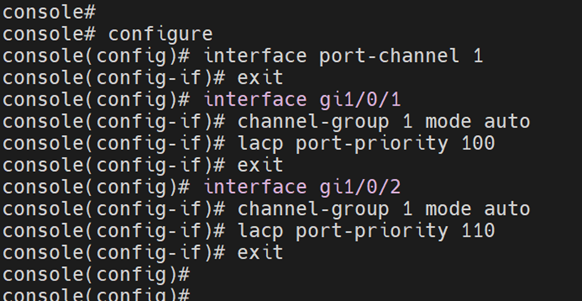 console#
console# configure
console(config)# interface port-channel 1
console(config-if)# exit
console(config)# interface gi1/0/1
console(config-if)# channel-group 1 mode auto
console(config-if)# lacp port-priority 100
console(config-if)# exit
console(config)# interface gi1/0/2
console(config-if)# channel-group 1 mode auto
console(config-if)# lacp port-priority 110
console(config-if)# exit
console(config)#
console(config)#